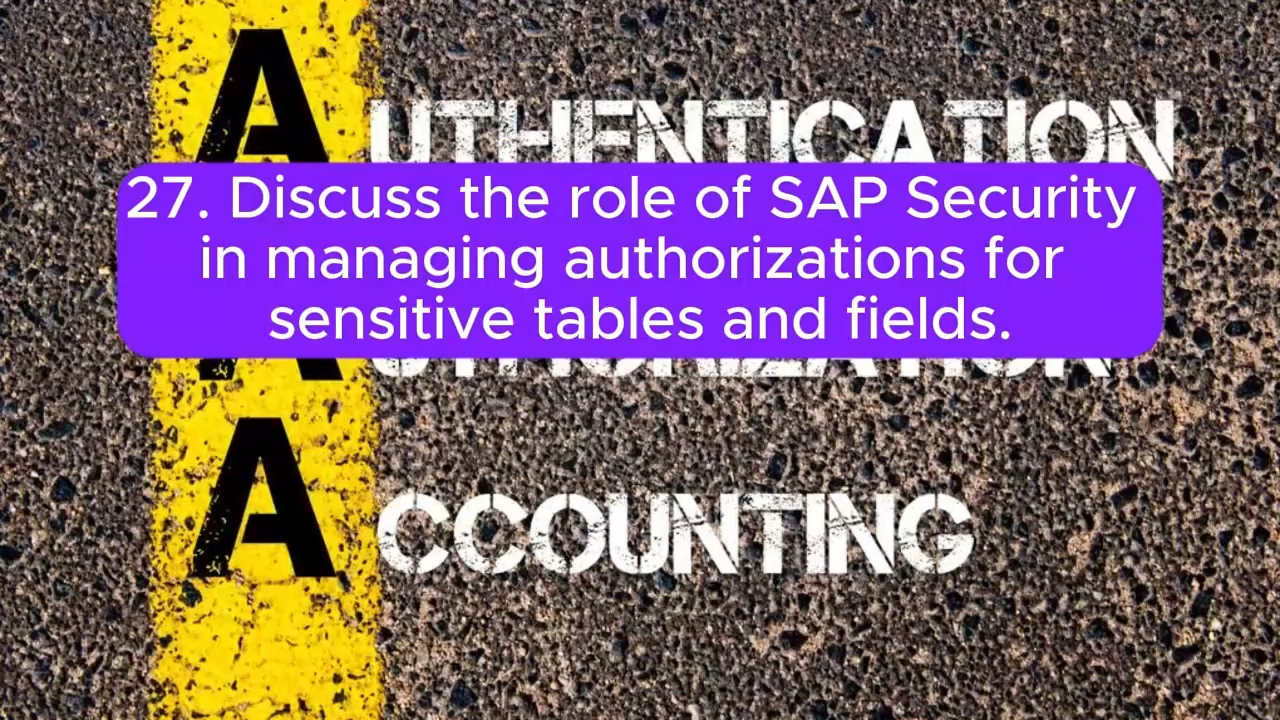 AUTHENTICATION
27. Discuss the role of SAP Security
in managing authorizations for
sensitive tables and fields.
ACCOUNTING